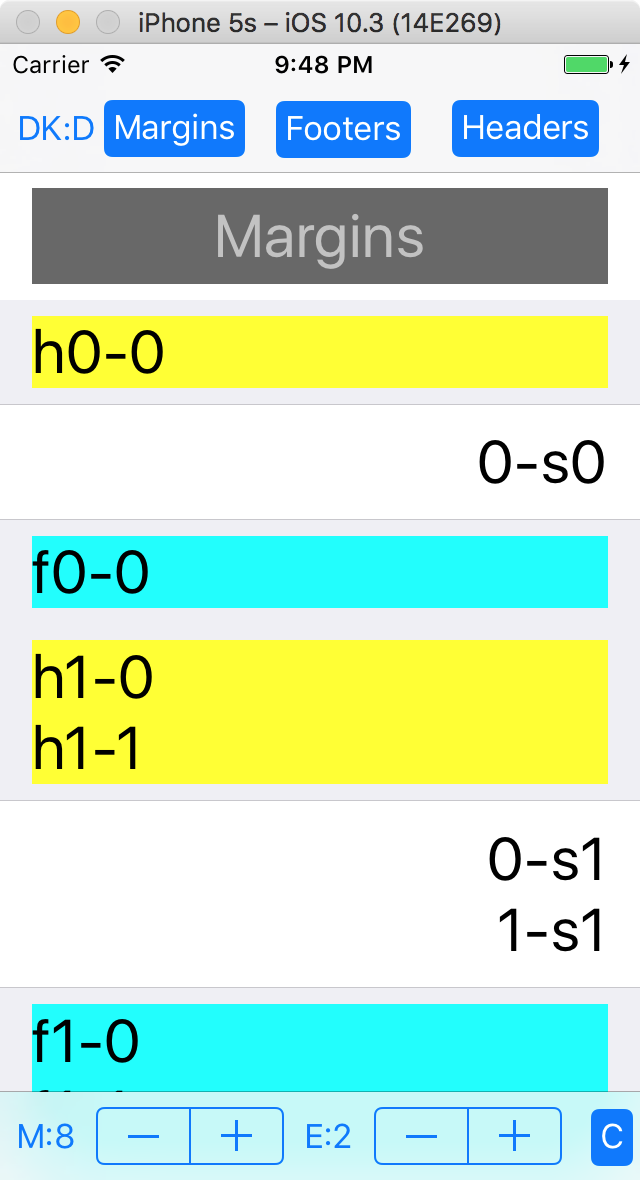 iPhone 5s – iOS 10.3 (14E269)
Carrier 9:48 PM
DK:D Margins Footers Headers
Margins
h0-0
0-s0
f0-0
h1-0
h1-1
0-s1
1-s1
f1-0
M:8 — + E:2 — + C